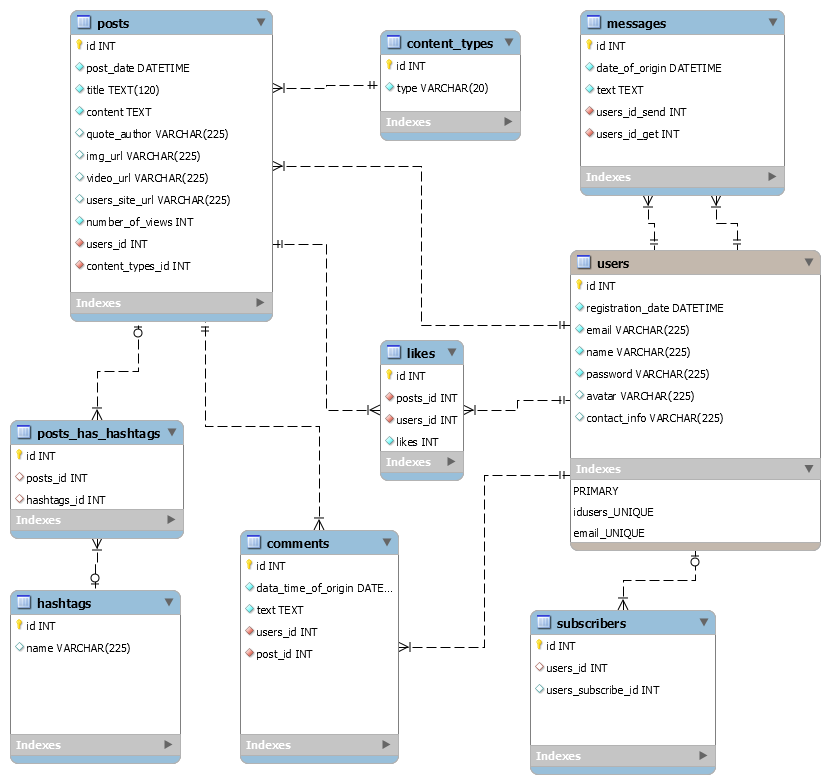 posts
id INT
post_date DATETIME
title TEXT(120)
content TEXT
quote_author VARCHAR(225)
img_url VARCHAR(225)
video_url VARCHAR(225)
users_site_url VARCHAR(225)
number_of_views INT
users_id INT
content_types_id INT
Indexes
content_types
id INT
type VARCHAR(20)
Indexes
messages
id INT
date_of_origin DATETIME
text TEXT
users_id_send INT
users_id_get INT
Indexes
users
id INT
registration_date DATETIME
email VARCHAR(225)
name VARCHAR(225)
password VARCHAR(225)
avatar VARCHAR(225)
contact_info VARCHAR(225)
Indexes
PRIMARY
idusers_UNIQUE
email_UNIQUE
likes
id INT
posts_id INT
users_id INT
likes INT
Indexes
posts_has_hashtags
id INT
posts_id INT
hashtags_id INT
Indexes
comments
id INT
data_time_of_origin DATE...
text TEXT
users_id INT
post_id INT
Indexes
hashtags
id INT
name VARCHAR(225)
Indexes
subscribers
id INT
users_id INT
users_subscribe_id INT
Indexes